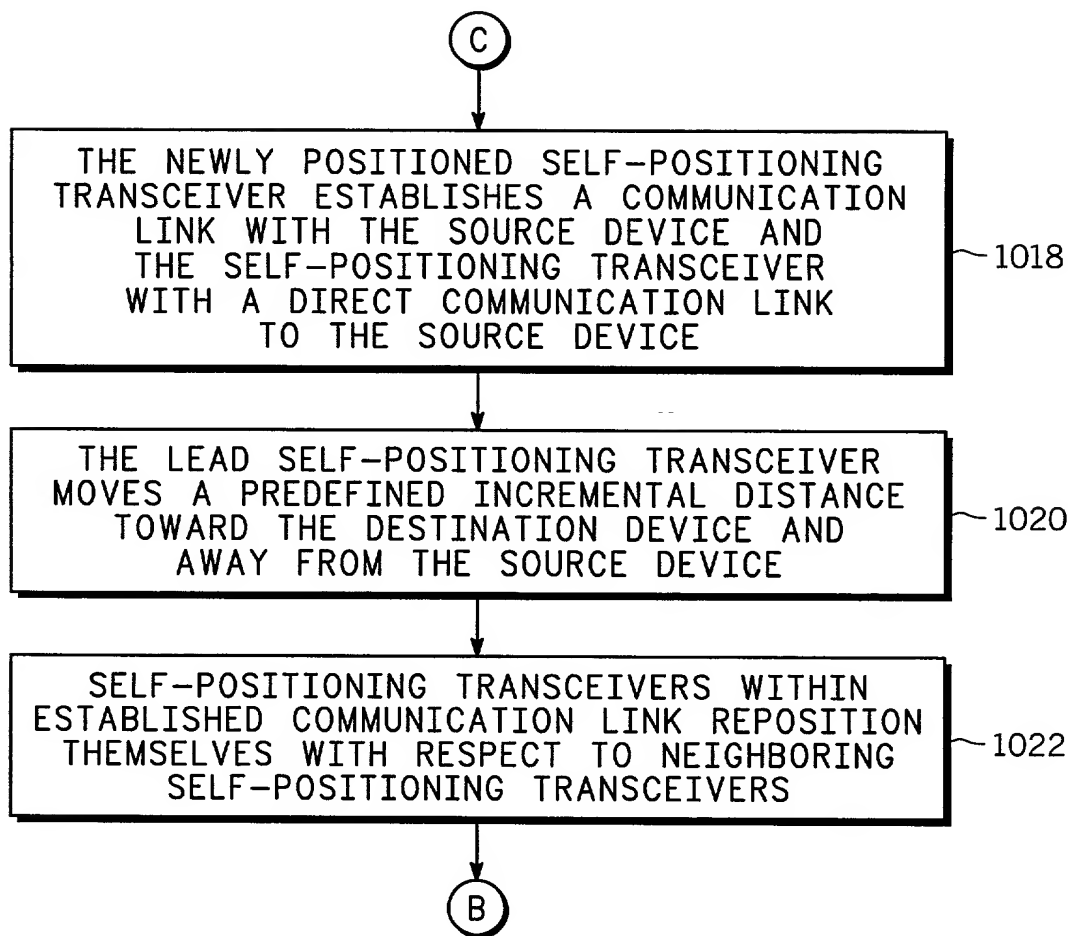 C
THE NEWLY POSITIONED SELF-POSITIONING
TRANSCEIVER ESTABLISHES A COMMUNICATION
LINK WITH THE SOURCE DEVICE AND
THE SELF-POSITIONING TRANSCEIVER
WITH A DIRECT COMMUNICATION LINK
TO THE SOURCE DEVICE
1018
THE LEAD SELF-POSITIONING TRANSCEIVER
MOVES A PREDEFINED INCREMENTAL DISTANCE
TOWARD THE DESTINATION DEVICE AND
AWAY FROM THE SOURCE DEVICE
1020
SELF-POSITIONING TRANSCEIVERS WITHIN
ESTABLISHED COMMUNICATION LINK REPOSITION
THEMSELVES WITH RESPECT TO NEIGHBORING
SELF-POSITIONING TRANSCEIVERS
1022
B